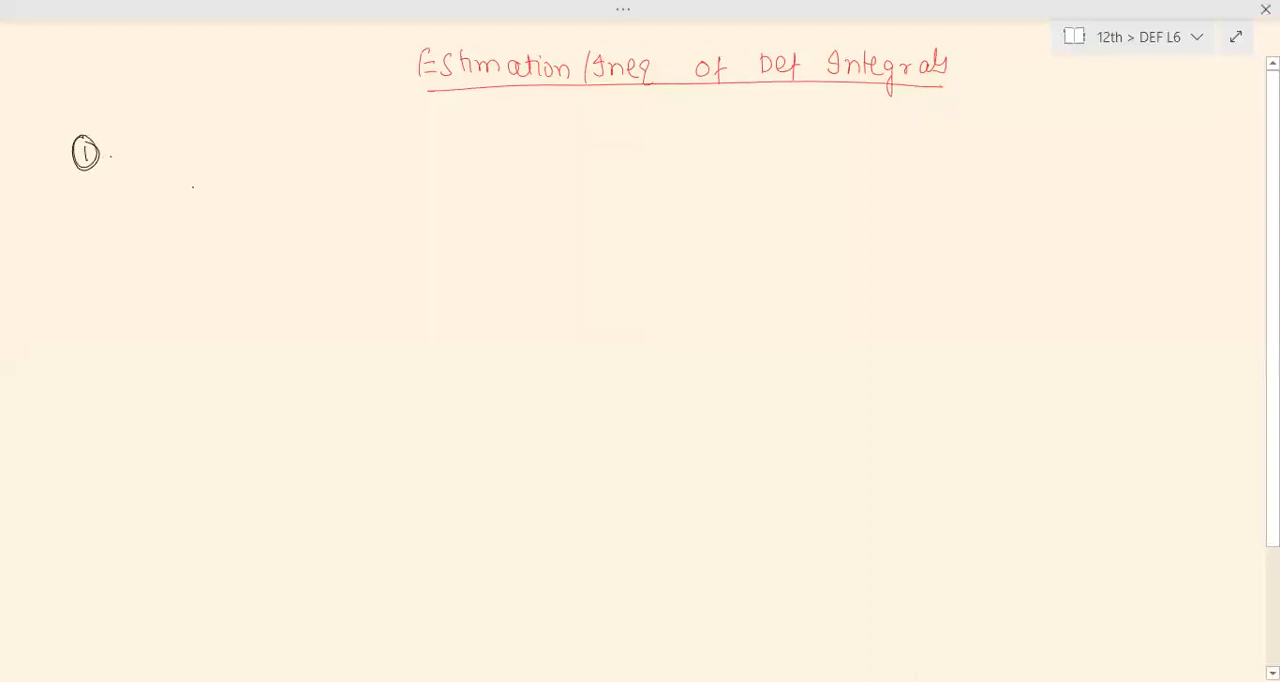 12th > DEF L6
Estimation/Ineq of Def Integrals
①